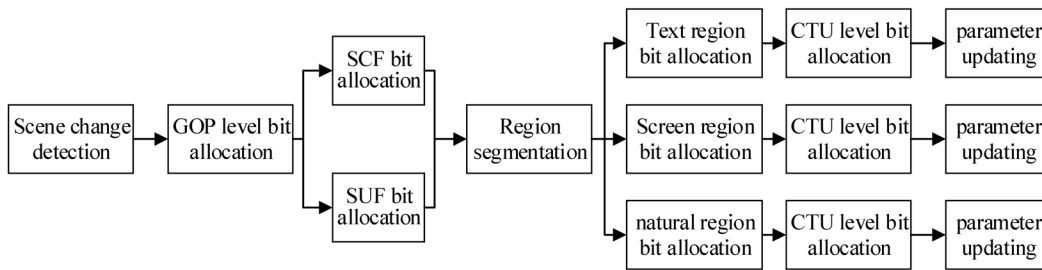 Scene change
detection
GOP level bit
allocation
SCF bit
allocation
SUF bit
allocation
Region
segmentation
Text region
bit allocation
CTU level bit
allocation
parameter
updating
Screen region
bit allocation
CTU level bit
allocation
parameter
updating
natural region
bit allocation
CTU level bit
allocation
parameter
updating